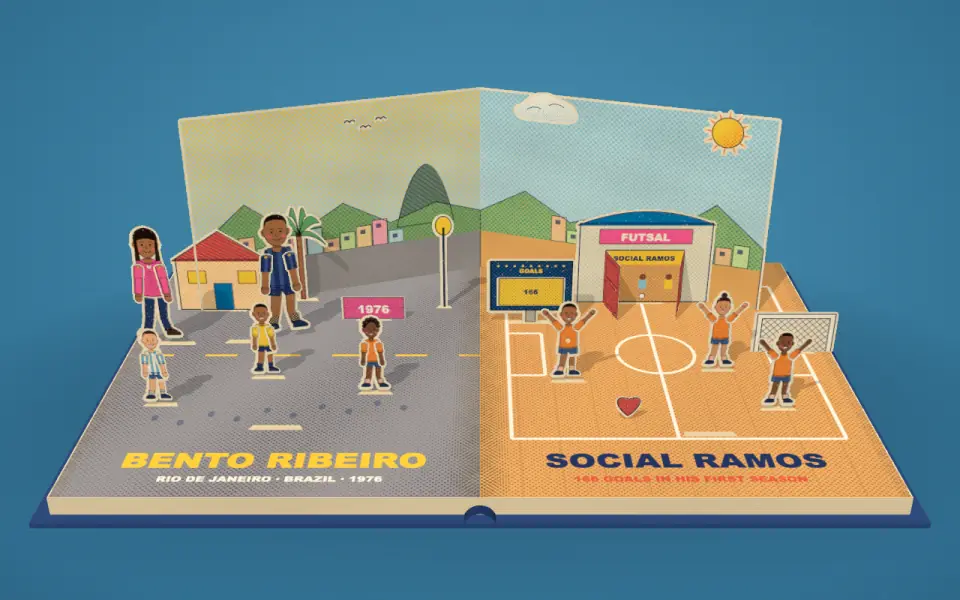 1976
BENTO RIBEIRO
RIO DE JANEIRO · BRAZIL · 1976
FUTSAL
SOCIAL RAMOS
GOALS
166
SOCIAL RAMOS
166 GOALS IN HIS FIRST SEASON